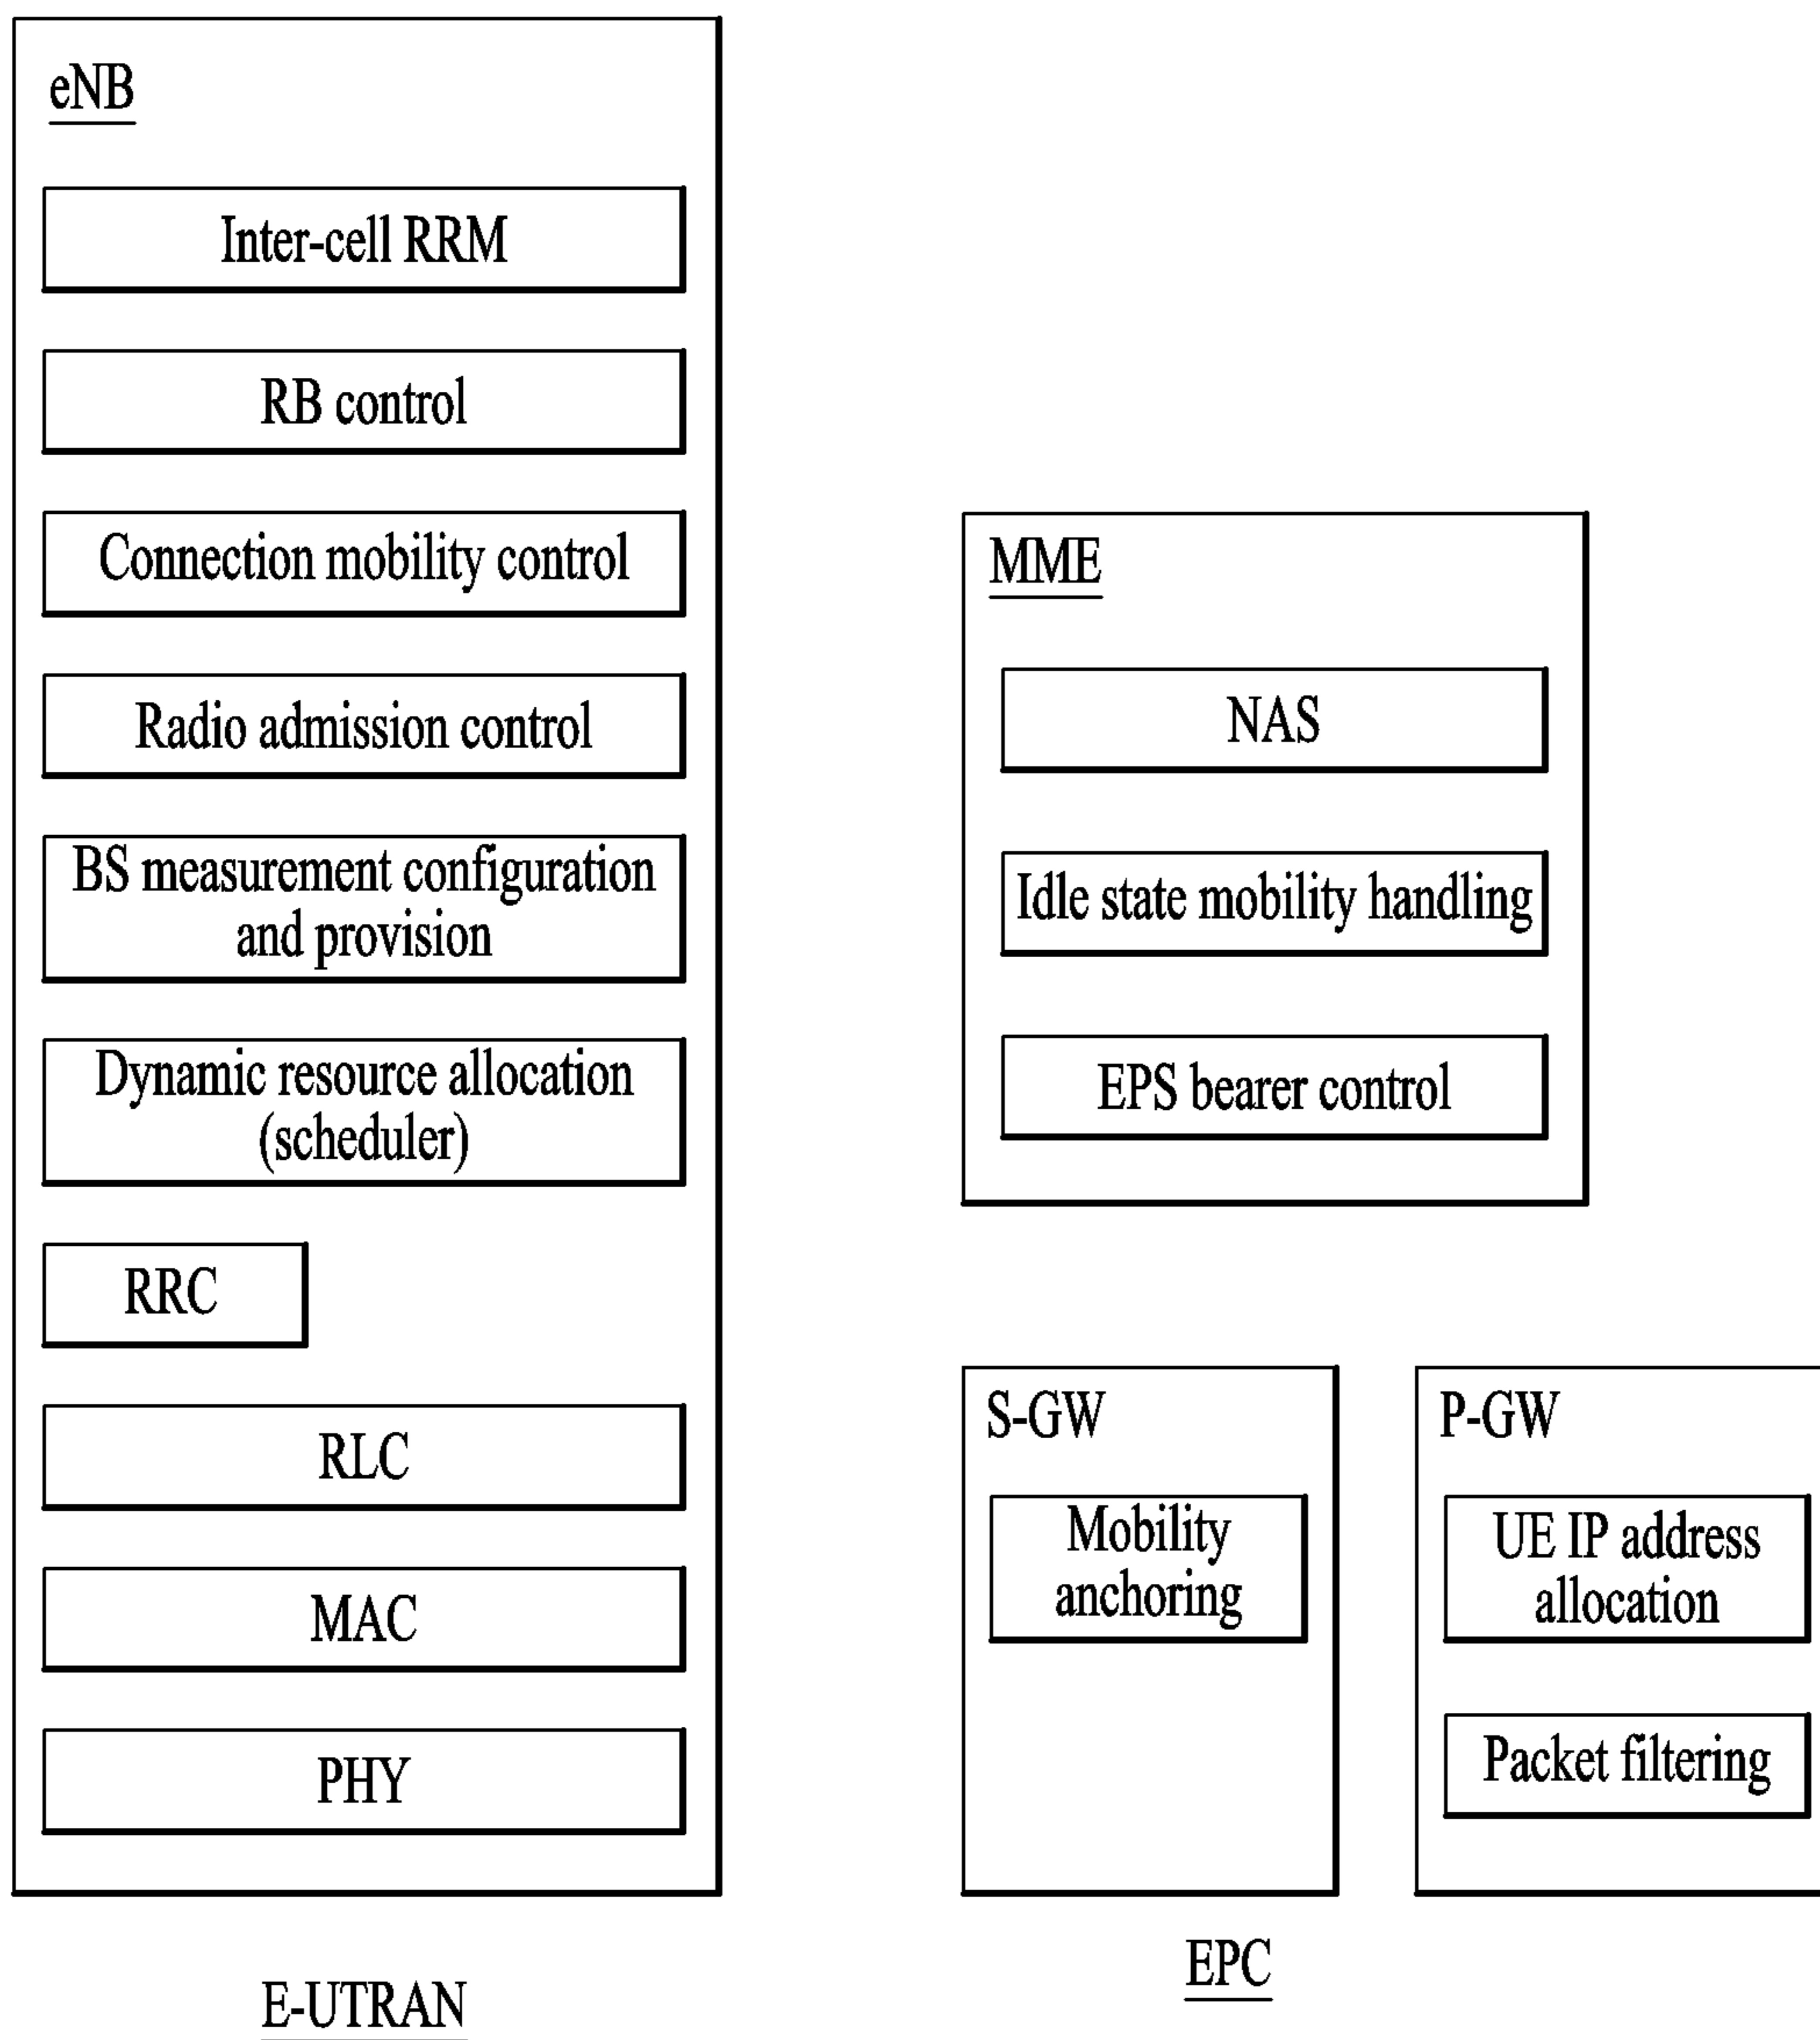 eNB
Inter-cell RRM
RB control
Connection mobility control
Radio admission control
BS measurement configuration
and provision
Dynamic resource allocation
(scheduler)
RRC
RLC
MAC
PHY
E-UTRAN
MME
NAS
Idle state mobility handling
EPS bearer control
S-GW
Mobility
anchoring
P-GW
UE IP address
allocation
Packet filtering
EPC